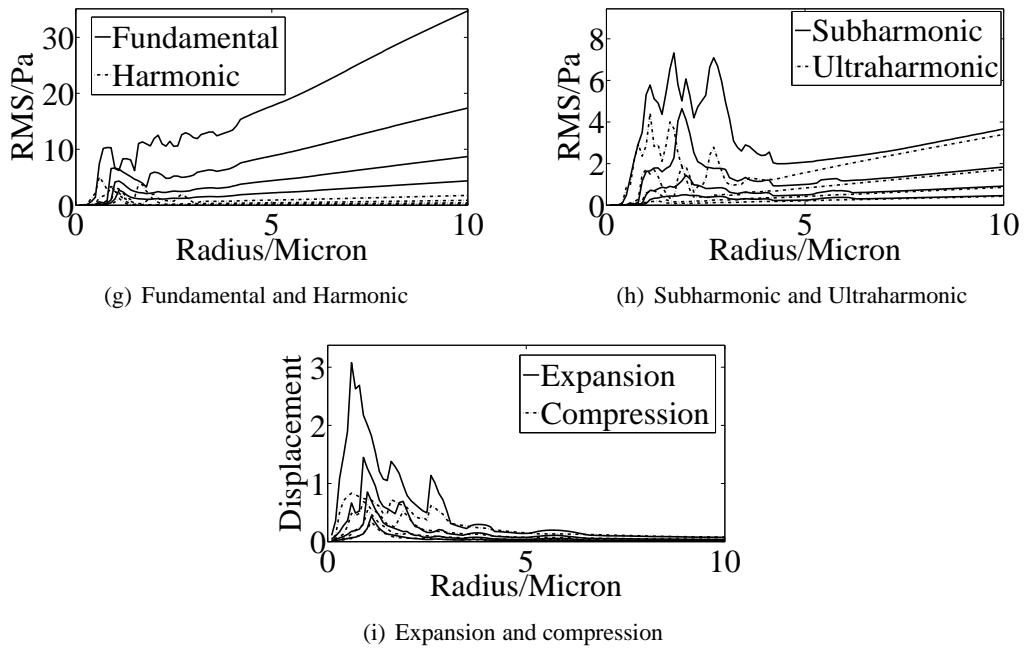 RMS/Pa
30
20
10
0
Fundamental
Harmonic
0 5 10
Radius/Micron
(g) Fundamental and Harmonic
RMS/Pa
8
6
4
2
0
Subharmonic
Ultraharmonic
0 5 10
Radius/Micron
(h) Subharmonic and Ultraharmonic
Displacement
3
2
1
0
Expansion
Compression
0 5 10
Radius/Micron
(i) Expansion and compression